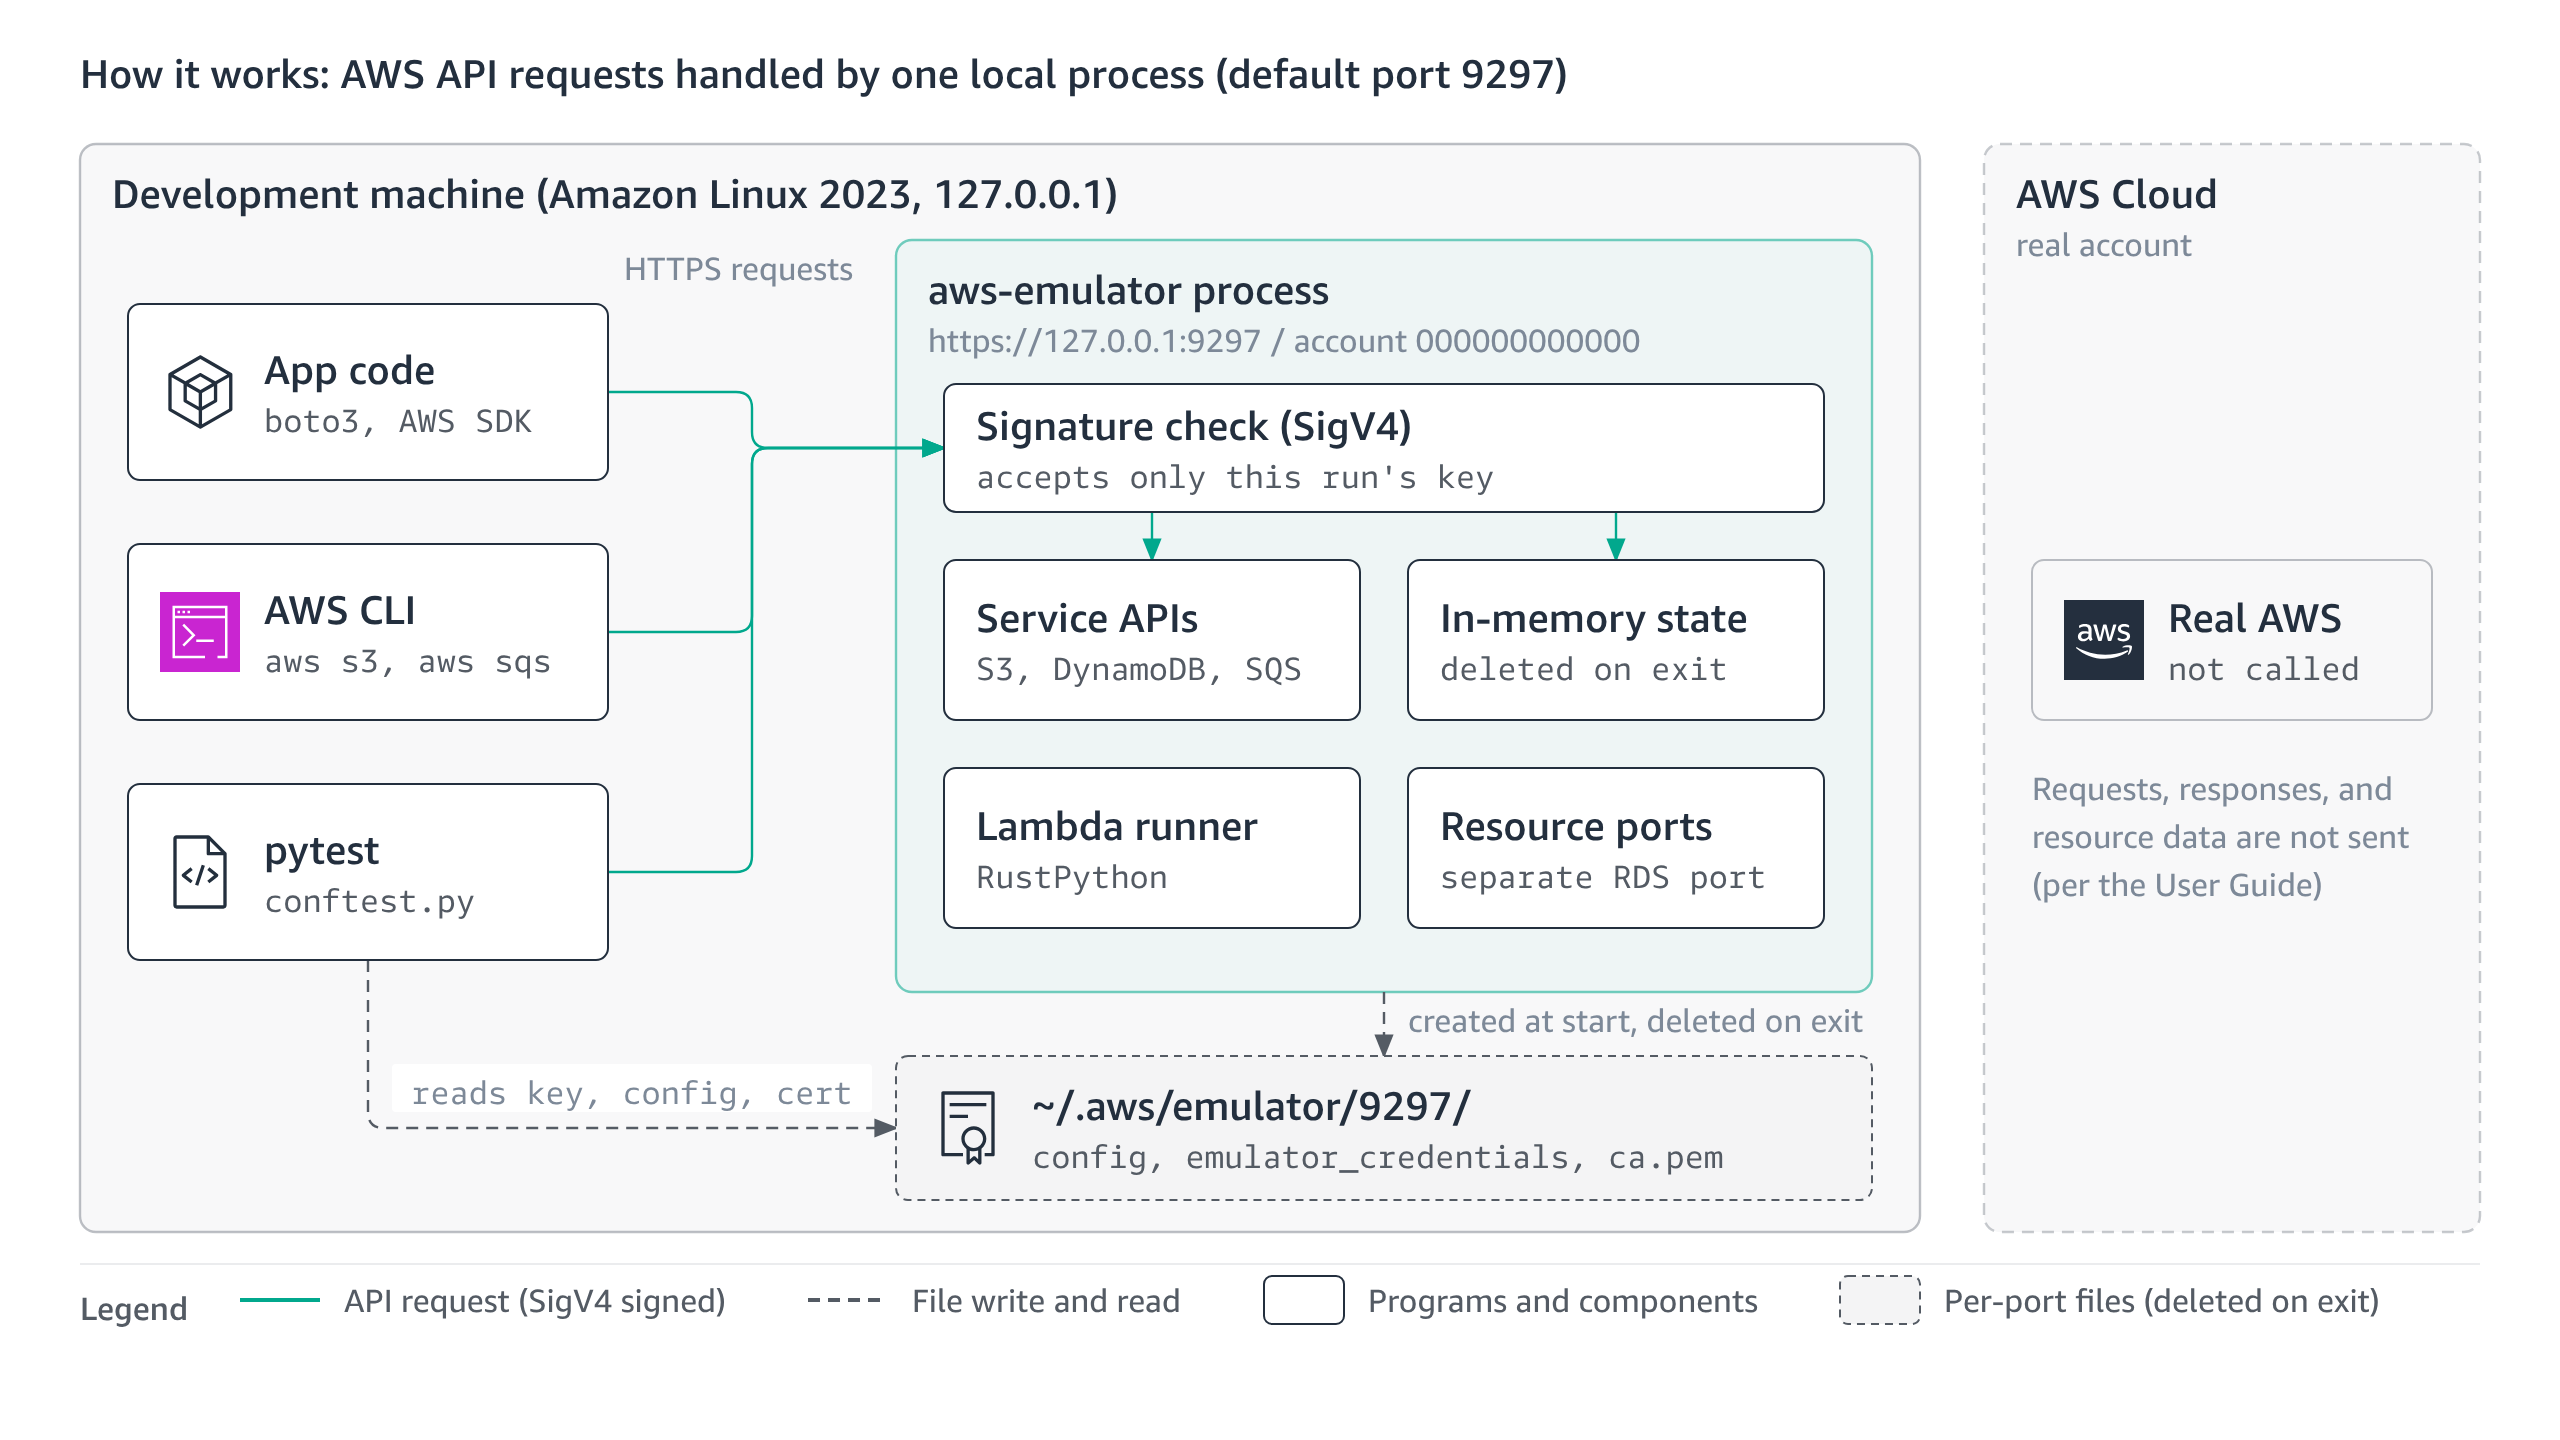 How it works: AWS API requests handled by one local process (default port 9297)
Development machine (Amazon Linux 2023, 127.0.0.1)
HTTPS requests
App code
boto3, AWS SDK
AWS CLI
aws s3, aws sqs
pytest
conftest.py
aws-emulator process
https://127.0.0.1:9297 / account 000000000000
Signature check (SigV4)
accepts only this run's key
Service APIs
S3, DynamoDB, SQS
In-memory state
deleted on exit
Lambda runner
RustPython
Resource ports
separate RDS port
created at start, deleted on exit
reads key, config, cert
~/.aws/emulator/9297/
config, emulator_credentials, ca.pem
AWS Cloud
real account
aws
Real AWS
not called
Requests, responses, and
resource data are not sent
(per the User Guide)
Legend
API request (SigV4 signed)
File write and read
Programs and components
Per-port files (deleted on exit)